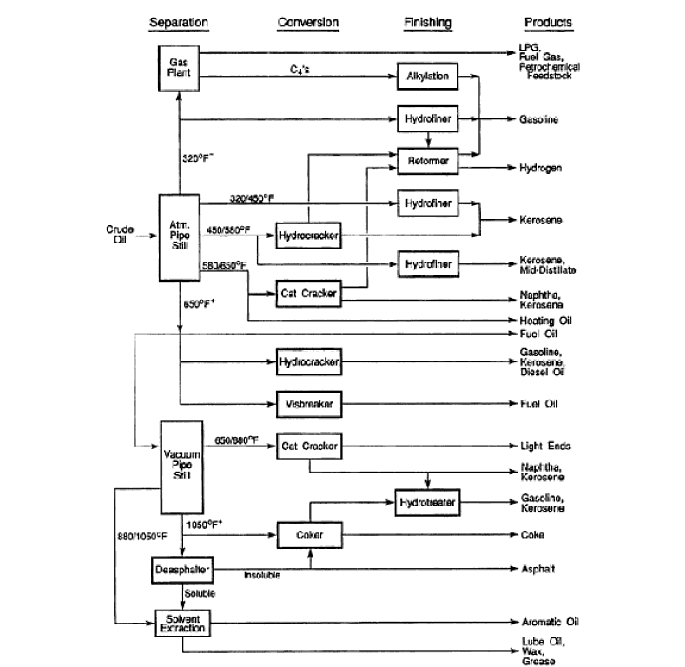 Separation Conversion Finishing Products
LPG,
Fuel Gas,
Petrochemical
Feedstock
Gas
Plant
C4's
Alkylation
Hydrofiner
Gasoline
320°F-
Reformer
Hydrogen
320/450°F
Hydrofiner
Kerosene
Crude
Oil
Atm.
Pipe
Still
450/580°F
Hydrocracker
Hydrofiner
Kerosene,
Mid-Distillate
580/650°F
Cat Cracker
Naphtha,
Kerosene
650°F+
Heating Oil
Fuel Oil
Hydrocracker
Gasoline,
Kerosene,
Diesel Oil
Visbreaker
Fuel Oil
Vacuum
Pipe
Still
650/880°F
Cat Cracker
Light Ends
Naphtha,
Kerosene
Hydrotreater
Gasoline,
Kerosene
880/1050°F
1050°F+
Coker
Coke
Deasphalter
Insoluble
Asphalt
Soluble
Solvent
Extraction
Aromatic Oil
Lube Oil,
Wax,
Grease